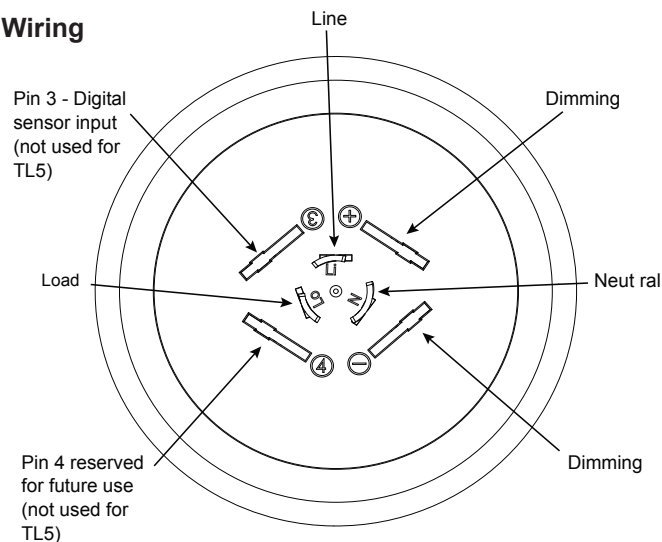 Wiring
Line
Pin 3 - Digital
sensor input
(not used for
TL5)
Dimming
3
+
L
Load
Lo
N
Neut ral
4
–
Pin 4 reserved
for future use
(not used for
TL5)
Dimming